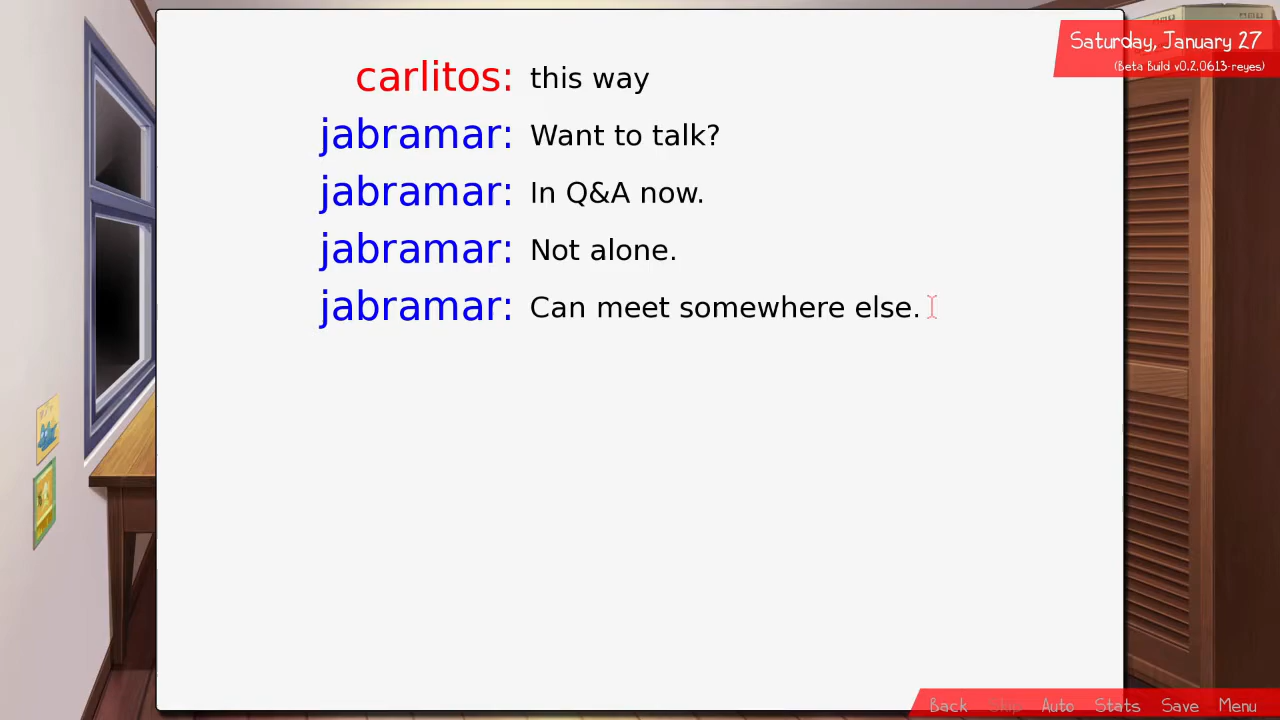 Saturday, January 27
(Beta Build v0.2.0613-reyes)
carlitos: this way
jabramar: Want to talk?
jabramar: In Q&A now.
jabramar: Not alone.
jabramar: Can meet somewhere else.
Back Skip Auto Stats Save Menu